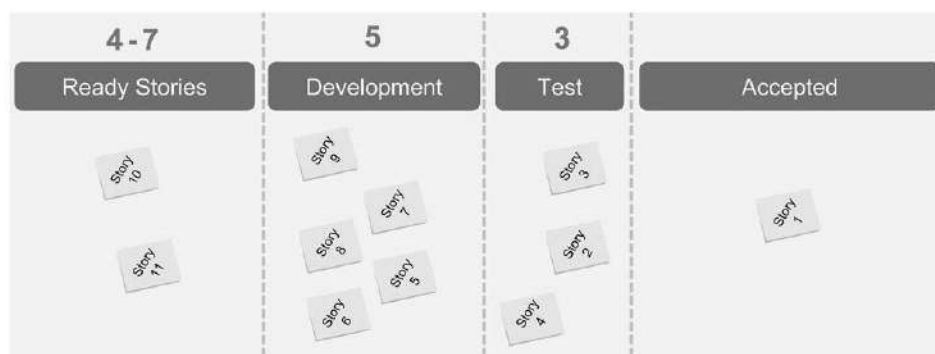 4 - 7
5
3
Ready Stories
Development
Test
Accepted
Story
10
Story
11
Story
9
Story
7
Story
8
Story
5
Story
6
Story
3
Story
2
Story
4
Story
1